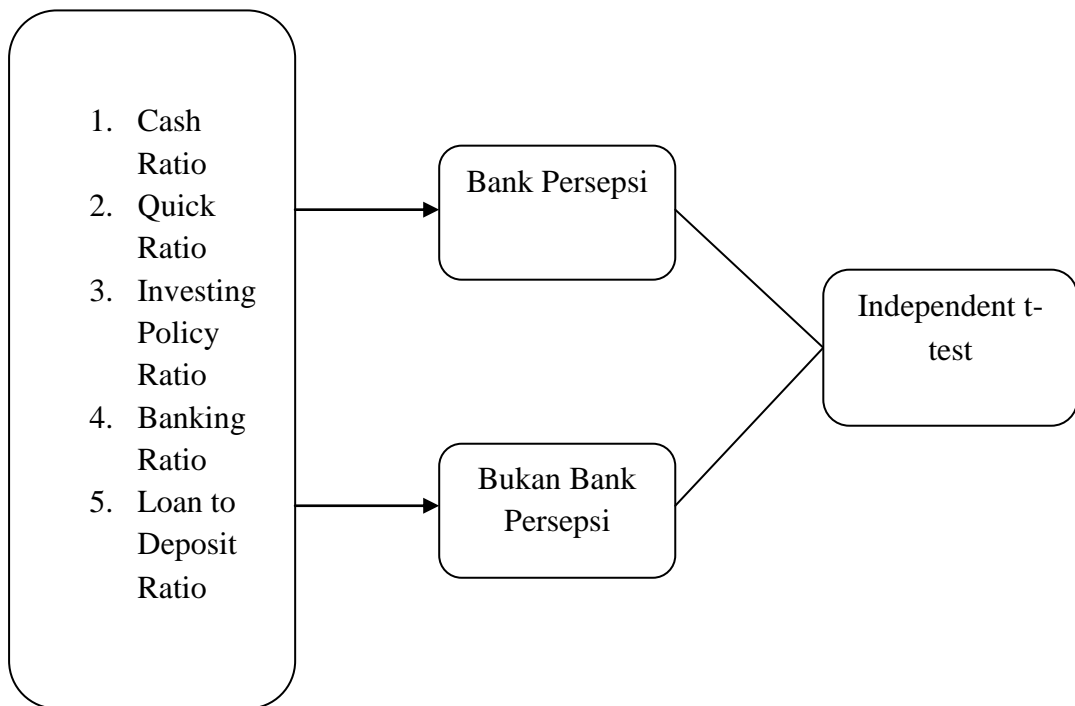 1. Cash
Ratio
2. Quick
Ratio
3. Investing
Policy
Ratio
4. Banking
Ratio
5. Loan to
Deposit
Ratio
Bank Persepsi
Bukan Bank
Persepsi
Independent t-
test